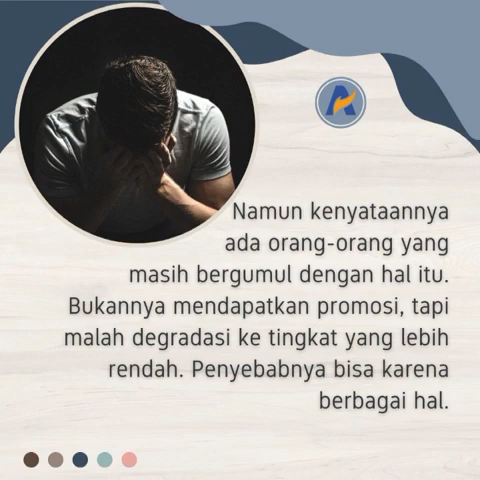 Namun kenyataannya
ada orang-orang yang
masih bergumul dengan hal itu.
Bukannya mendapatkan promosi, tapi
malah degradasi ke tingkat yang lebih
rendah. Penyebabnya bisa karena
berbagai hal.